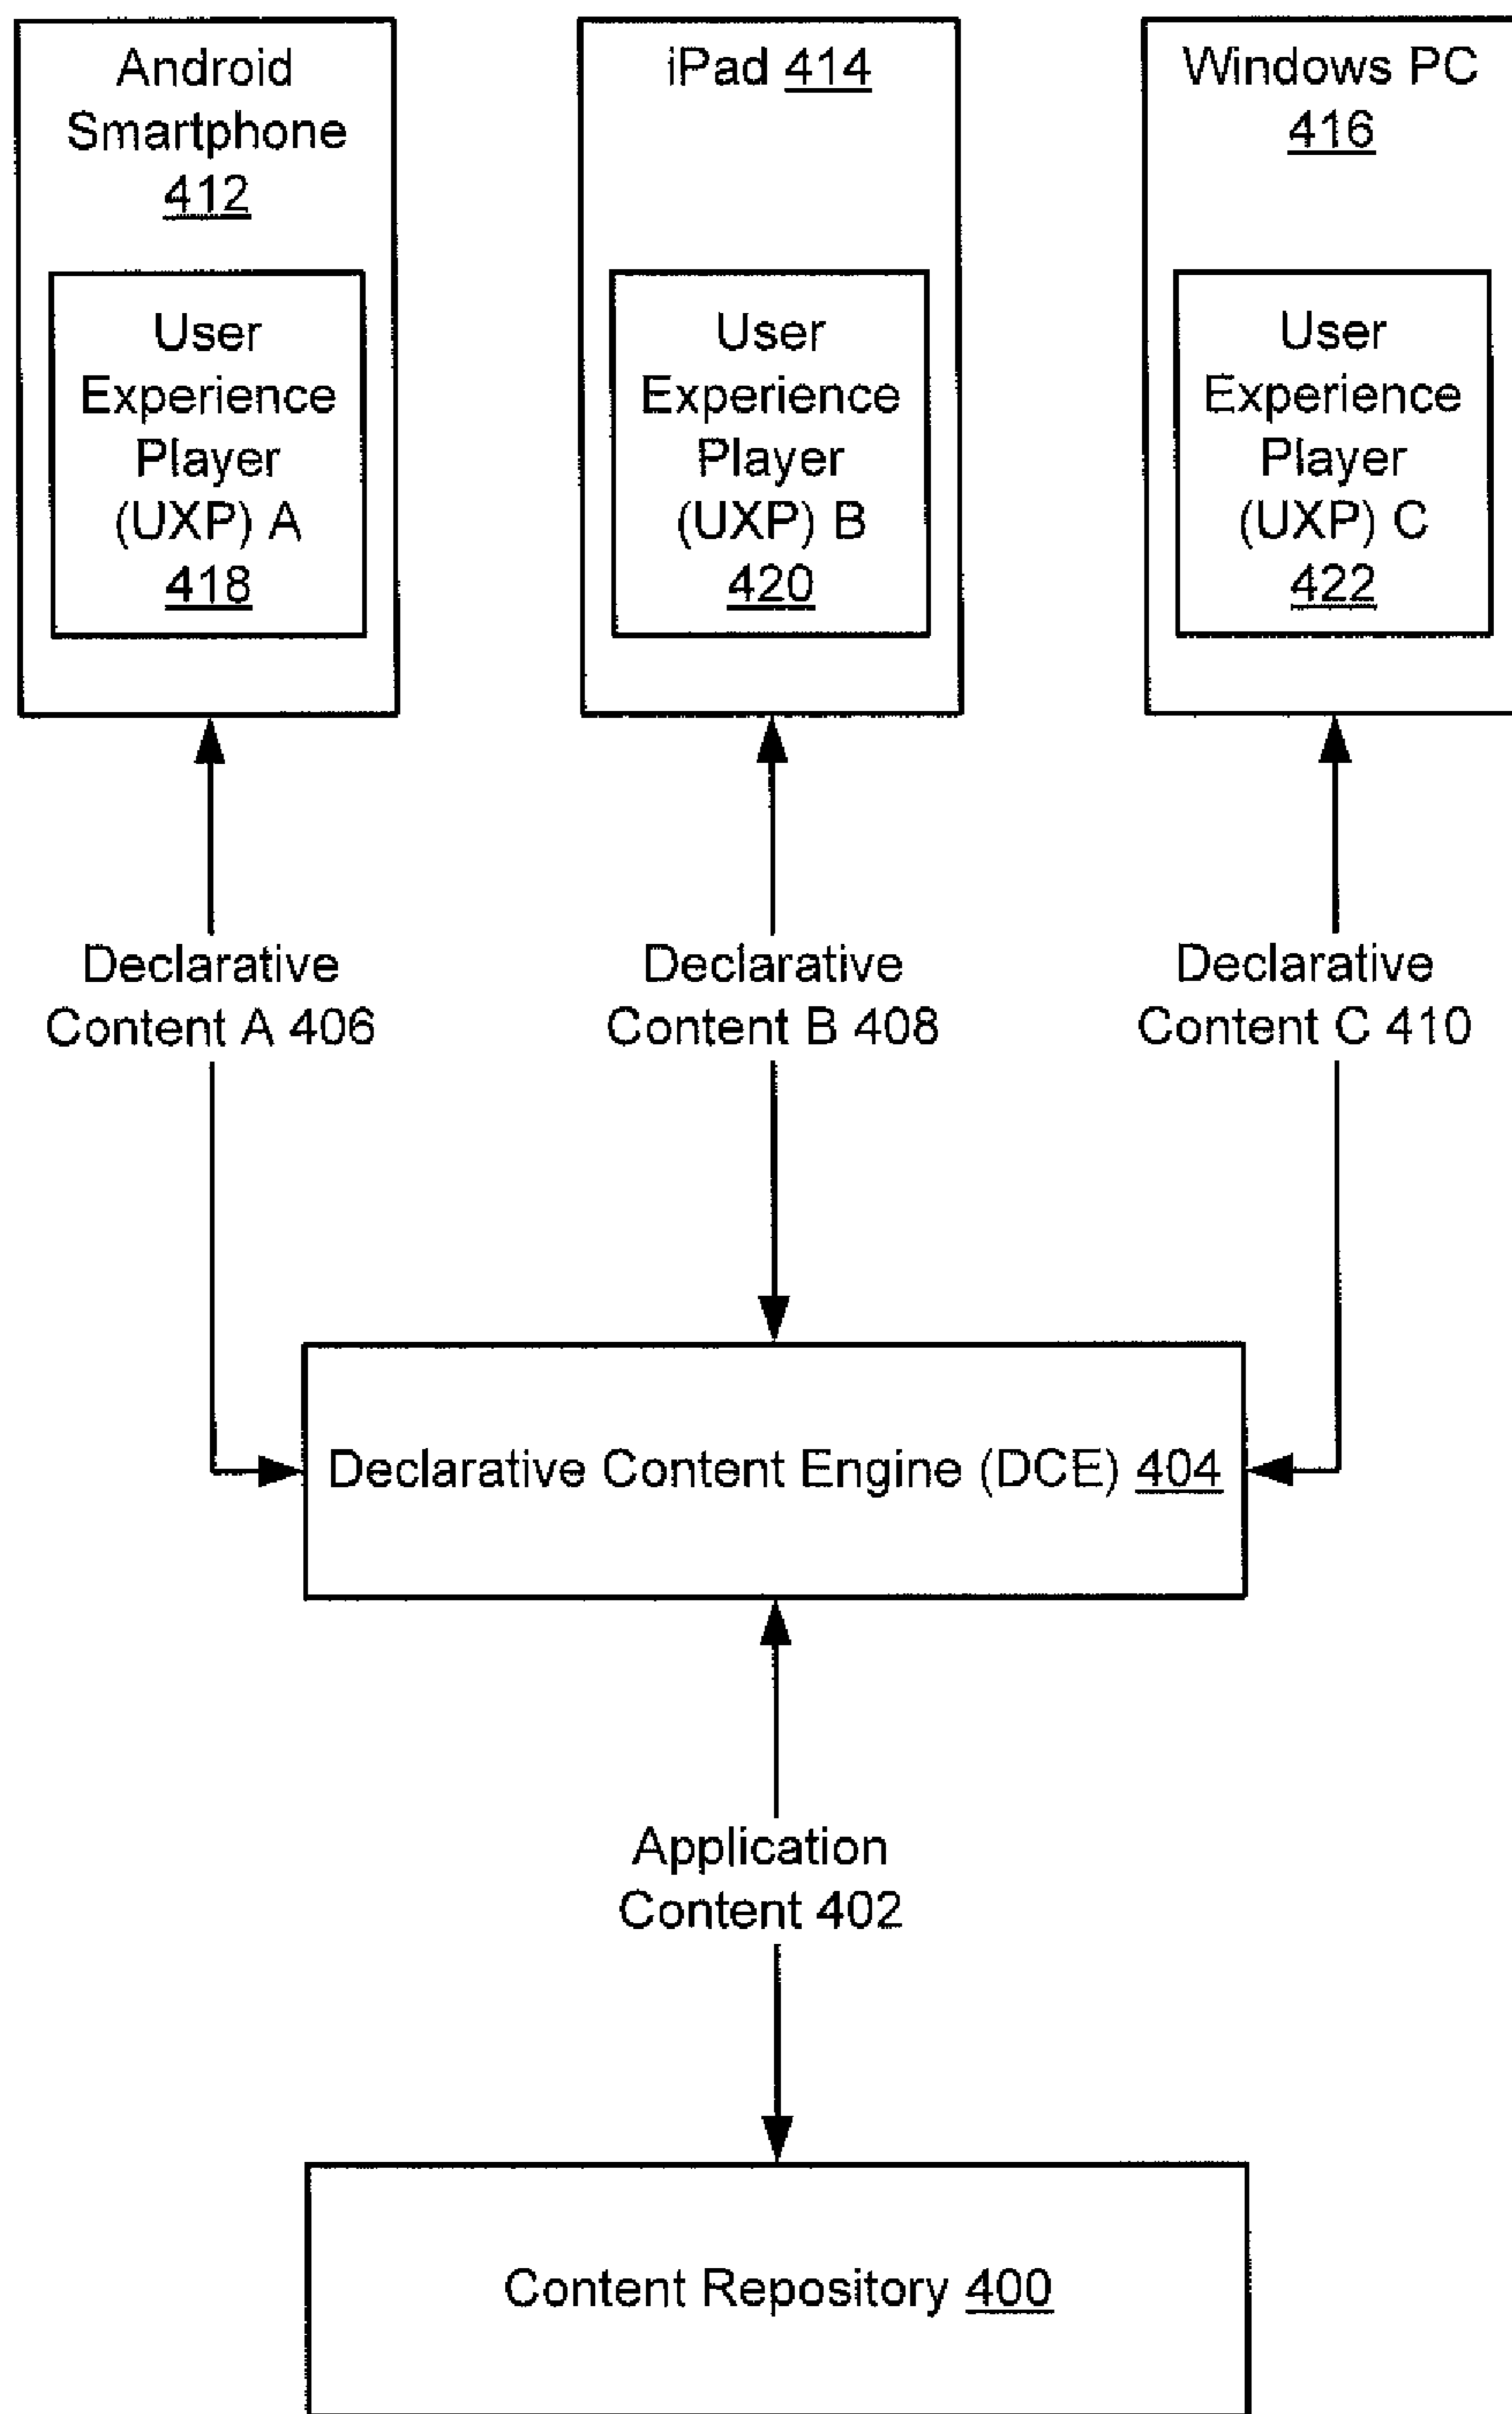 Android
Smartphone
412
User
Experience
Player
(UXP) A
418
iPad 414
User
Experience
Player
(UXP) B
420
Windows PC
416
User
Experience
Player
(UXP) C
422
Declarative
Content A 406
Declarative
Content B 408
Declarative
Content C 410
Declarative Content Engine (DCE) 404
Application
Content 402
Content Repository 400